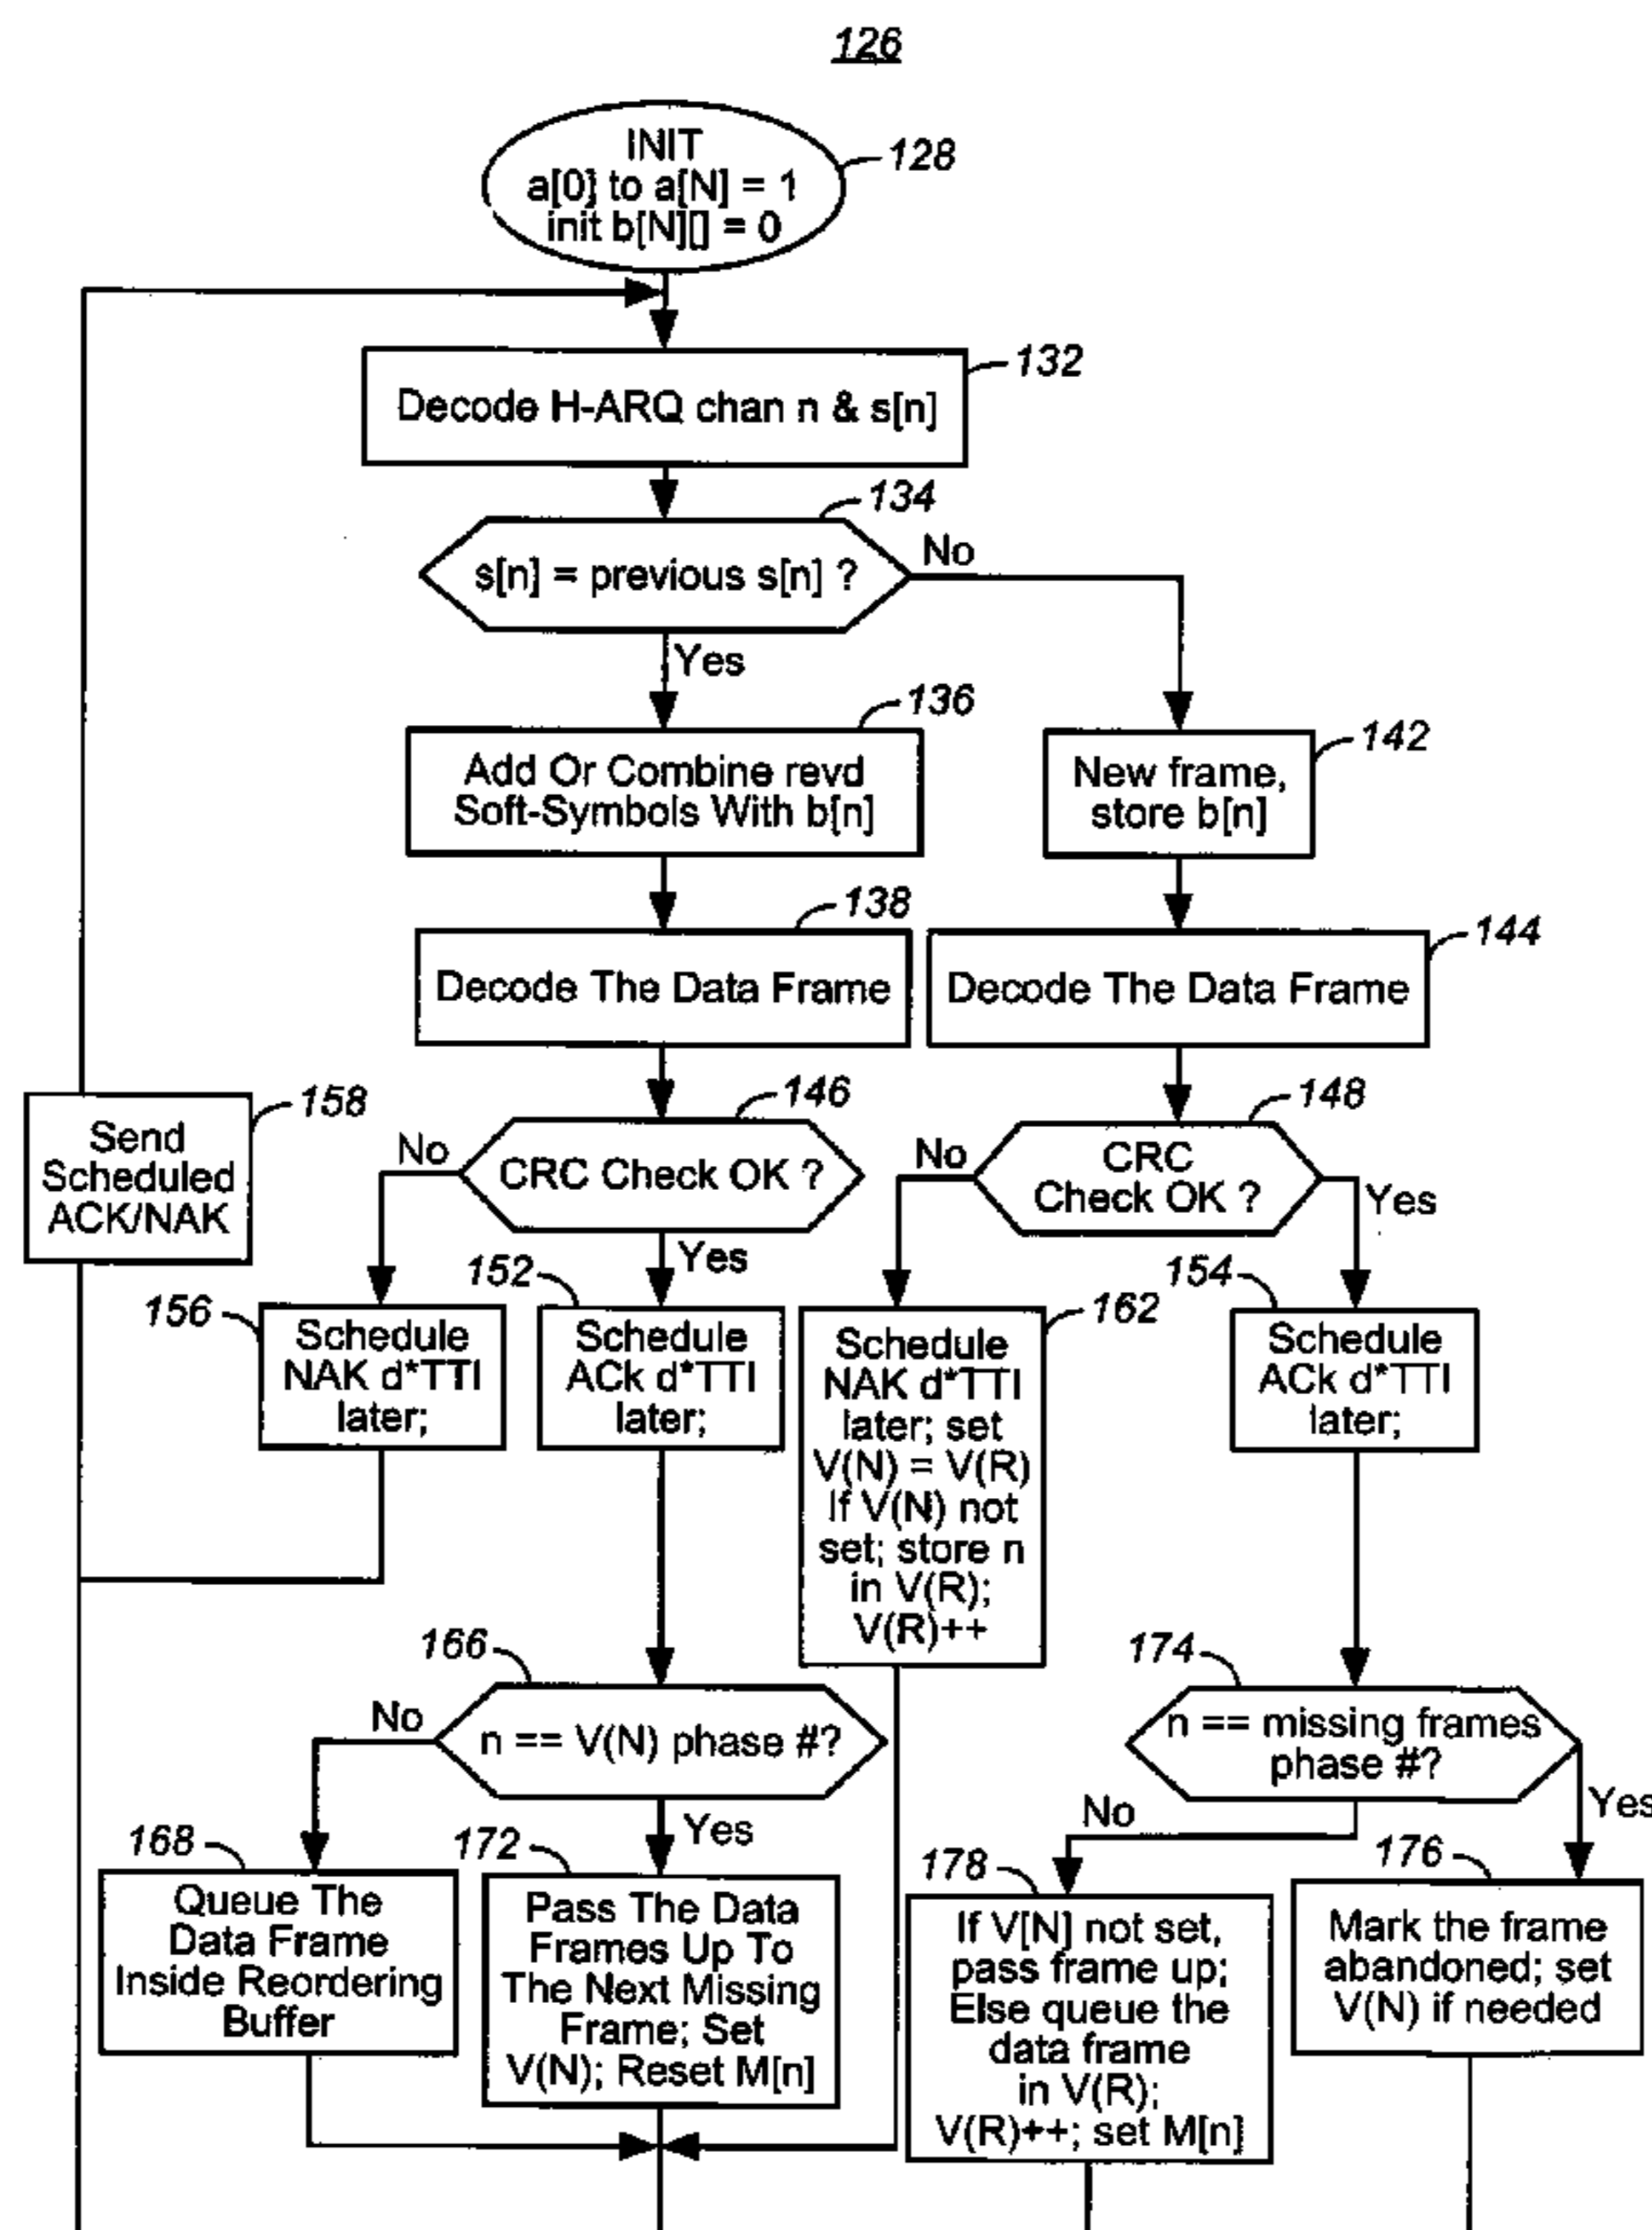 126
INIT
a[0] to a[N] = 1
init b[N][] = 0
128
Decode H-ARQ chan n & s[n]
132
134
s[n] = previous s[n] ?
No
Yes
136
Add Or Combine revd
Soft-Symbols With b[n]
142
New frame,
store b[n]
138
Decode The Data Frame
144
Decode The Data Frame
158
Send
Scheduled
ACK/NAK
146
CRC Check OK ?
No
Yes
148
CRC
Check OK ?
No
Yes
156
Schedule
NAK d*TTI
later;
152
Schedule
ACk d*TTI
later;
162
Schedule
NAK d*TTI
later; set
V(N) = V(R)
If V(N) not
set; store n
in V(R);
V(R)++
154
Schedule
ACk d*TTI
later;
166
n == V(N) phase #?
No
Yes
174
n == missing frames
phase #?
No
Yes
168
Queue The
Data Frame
Inside Reordering
Buffer
172
Pass The Data
Frames Up To
The Next Missing
Frame; Set
V(N); Reset M[n]
178
If V[N] not set,
pass frame up;
Else queue the
data frame
in V(R);
V(R)++; set M[n]
176
Mark the frame
abandoned; set
V(N) if needed